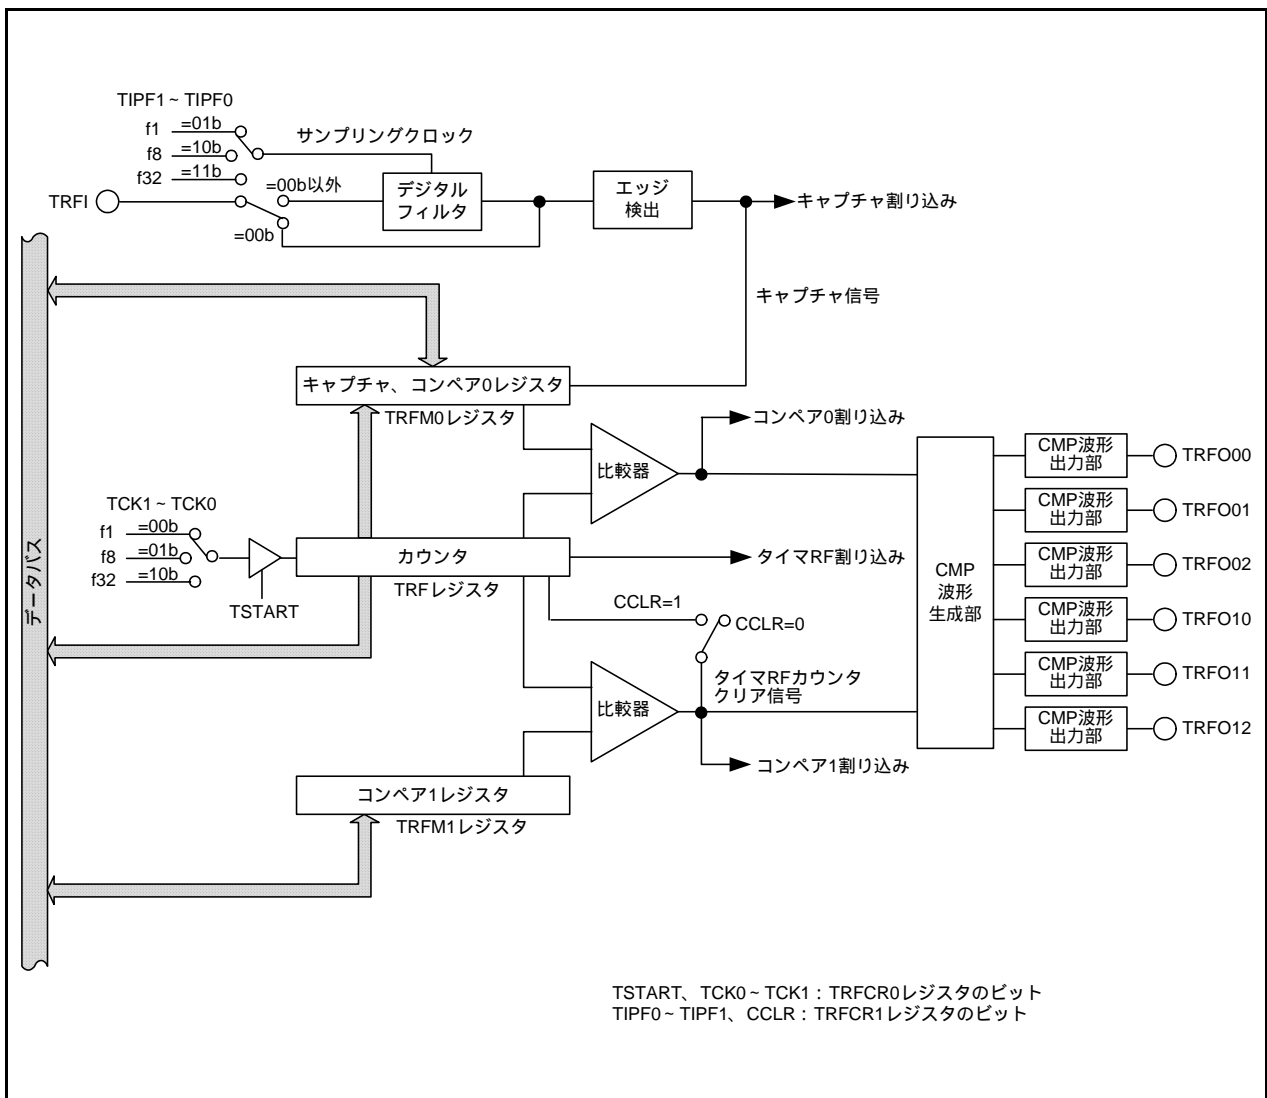 TIPF1～TIPF0
f1 =01b
f8 =10b
f32 =11b
サンプリングクロック
TRFI
=00b以外
=00b
デジタル
フィルタ
エッジ
検出
キャプチャ割り込み
キャプチャ信号
データバス
キャプチャ、コンペア0レジスタ
TRFM0レジスタ
コンペア0割り込み
比較器
TCK1～TCK0
f1 =00b
f8 =01b
f32 =10b
TSTART
カウンタ
TRFレジスタ
タイマRF割り込み
CCLR=1
CCLR=0
タイマRFカウンタ
クリア信号
比較器
コンペア1割り込み
コンペア1レジスタ
TRFM1レジスタ
CMP
波形
生成部
CMP波形
出力部
TRFO00
CMP波形
出力部
TRFO01
CMP波形
出力部
TRFO02
CMP波形
出力部
TRFO10
CMP波形
出力部
TRFO11
CMP波形
出力部
TRFO12
TSTART、TCK0～TCK1：TRFCR0レジスタのビット
TIPF0～TIPF1、CCLR：TRFCR1レジスタのビット